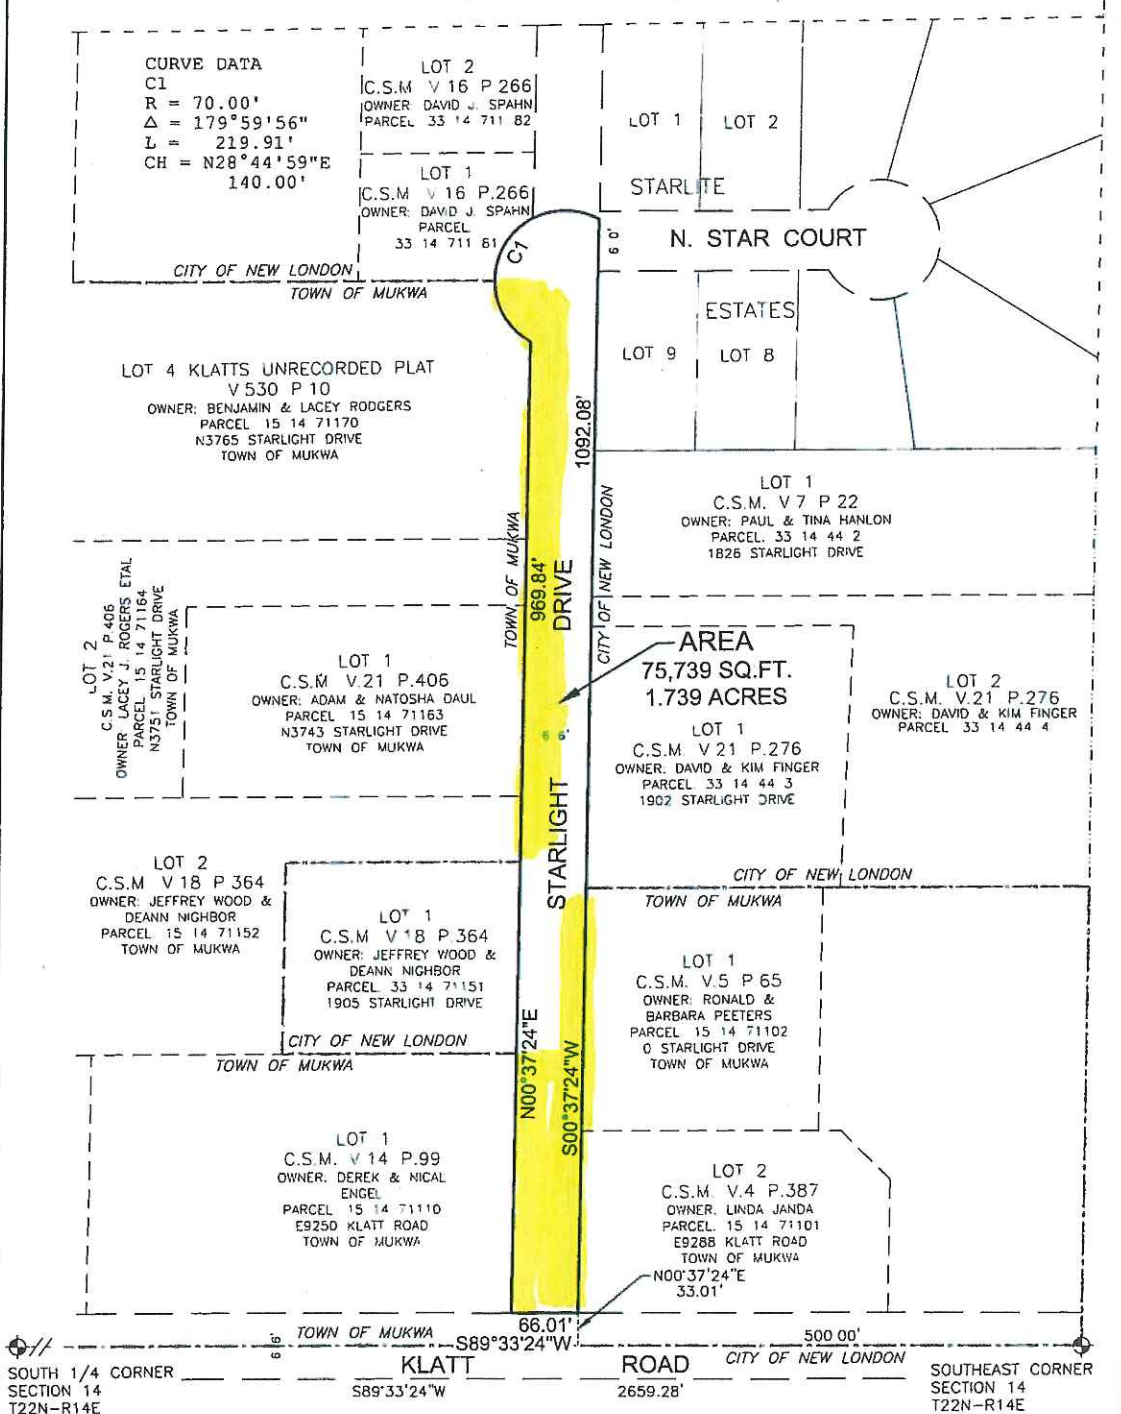 CURVE DATA
C1
R = 70.00'
Δ = 179°59'56"
L = 219.91'
CH = N28°44'59"E
140.00'
LOT 2
C.S.M V 16 P 266
OWNER: DAVID J. SPAHN
PARCEL 33 14 711 82
LOT 1
C.S.M V 16 P.266
OWNER: DAVID J. SPAHN
PARCEL
33 14 711 81
LOT 1
LOT 2
STARLITE
C1
60'
N. STAR COURT
CITY OF NEW LONDON
TOWN OF MUKWA
ESTATES
LOT 9
LOT 8
LOT 4 KLATTS UNRECORDED PLAT
V 530 P 10
OWNER: BENJAMIN & LACEY RODGERS
PARCEL 15 14 71170
N3765 STARLIGHT DRIVE
TOWN OF MUKWA
1092.08'
LOT 1
C.S.M. V 7 P 22
OWNER: PAUL & TINA HANLON
PARCEL. 33 14 44 2
1826 STARLIGHT DRIVE
TOWN OF MUKWA
969.84'
STARLIGHT DRIVE
CITY OF NEW LONDON
LOT 2
C.S.M. V.21 P.406
OWNER LACEY J. ROGERS ETAL
PARCEL 15 14 71164
N3751 STARLIGHT DRIVE
TOWN OF MUKWA
LOT 1
C.S.M V.21 P.406
OWNER: ADAM & NATOSHA DAUL
PARCEL 15 14 71163
N3743 STARLIGHT DRIVE
TOWN OF MUKWA
AREA
75,739 SQ.FT.
1.739 ACRES
66'
LOT 1
C.S.M. V 21 P.276
OWNER: DAVID & KIM FINGER
PARCEL 33 14 44 3
1902 STARLIGHT DRIVE
LOT 2
C.S.M. V.21 P.276
OWNER: DAVID & KIM FINGER
PARCEL 33 14 44 4
LOT 2
C.S.M V 18 P 364
OWNER: JEFFREY WOOD &
DEANN NIGHBOR
PARCEL 15 14 71152
TOWN OF MUKWA
LOT 1
C.S.M V 18 P.364
OWNER: JEFFREY WOOD &
DEANN NIGHBOR
PARCEL 33 14 71151
1905 STARLIGHT DRIVE
CITY OF NEW LONDON
TOWN OF MUKWA
LOT 1
C.S.M. V.5 P 65
OWNER: RONALD &
BARBARA PEETERS
PARCEL 15 14 71102
0 STARLIGHT DRIVE
TOWN OF MUKWA
CITY OF NEW LONDON
TOWN OF MUKWA
N00°37'24"E
S00°37'24"W
LOT 1
C.S.M. V 14 P.99
OWNER: DEREK & NICAL
ENGEL
PARCEL 15 14 71110
E9250 KLATT ROAD
TOWN OF MUKWA
LOT 2
C.S.M. V.4 P.387
OWNER. LINDA JANDA
PARCEL. 15 14 71101
E9288 KLATT ROAD
TOWN OF MUKWA
N00°37'24"E
33.01'
66.01'
S89°33'24"W
66'
TOWN OF MUKWA
500 00'
CITY OF NEW LONDON
KLATT ROAD
S89°33'24"W 2659.28'
SOUTH 1/4 CORNER
SECTION 14
T22N-R14E
SOUTHEAST CORNER
SECTION 14
T22N-R14E